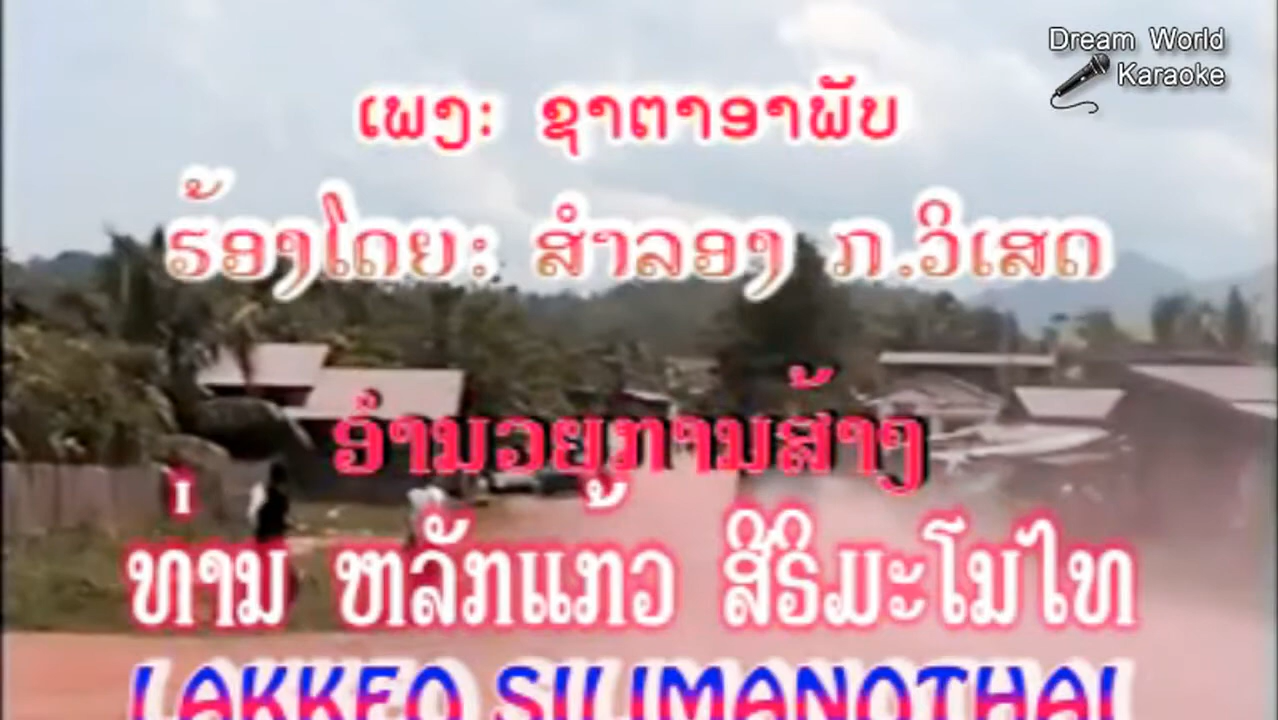 Dream World
Karaoke
ເພງ: ຊາຕາອາພັບ
ຮ້ອງໂດຍ: ສຳລອງ ກ.ວິເສດ
ອຳນວຍການສ້າງ
ທ່ານ ຫລັກແກ້ວ ສິຣິມະໂນໄທ
LAKKEO SILIMANOTHAI